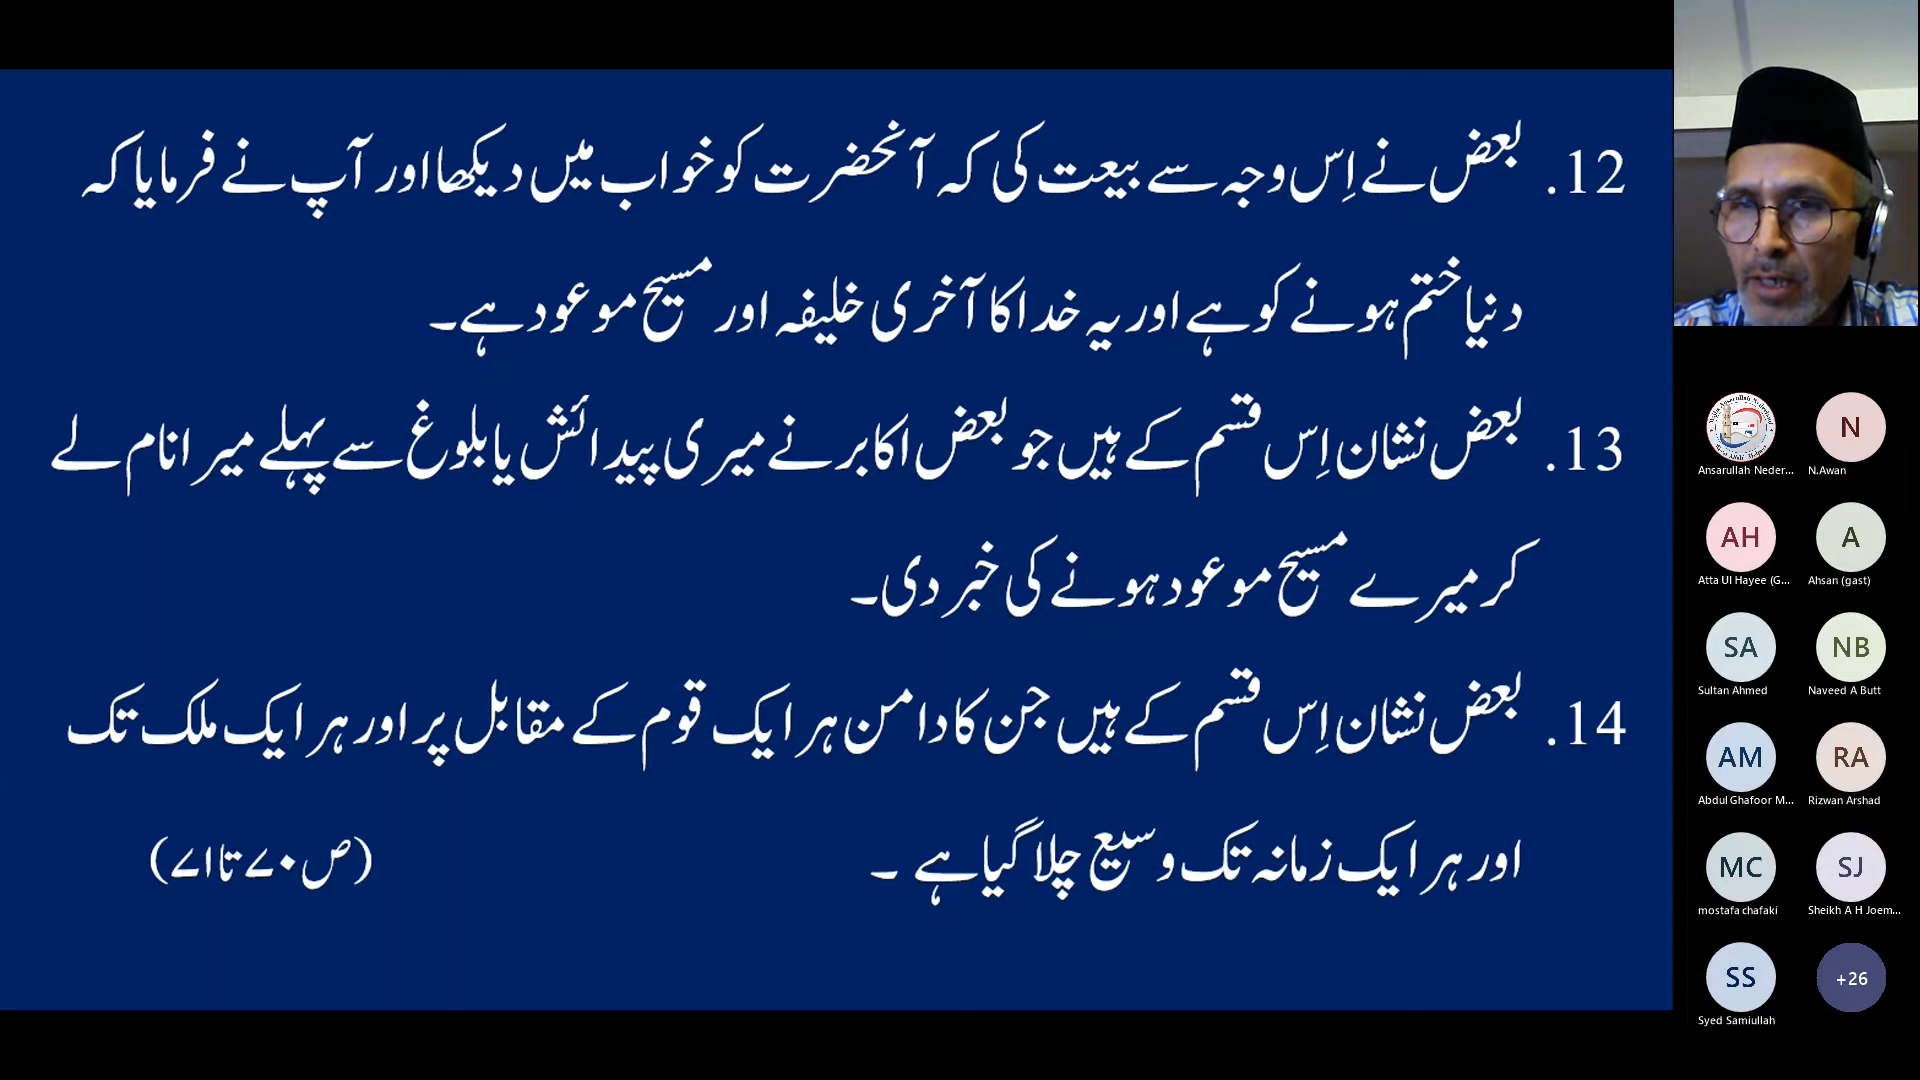 12. بعض نے اِس وجہ سے بیعت کی کہ آنحضرت کو خواب میں دیکھا اور آپ نے فرمایا کہ
دنیا ختم ہونے کو ہے اور یہ خدا کا آخری خلیفہ اور مسیح موعود ہے۔
13. بعض نشان اِس قسم کے ہیں جو بعض اکابر نے میری پیدائش یا بلوغ سے پہلے میرا نام لے
کر میرے مسیح موعود ہونے کی خبر دی۔
14. بعض نشان اِس قسم کے ہیں جن کا دامن ہر ایک قوم کے مقابل پر اور ہر ایک ملک تک
اور ہر ایک زمانہ تک وسیع چلا گیا ہے ۔
(ص۷۰ تا ۷۱)
Ansarullah Neder...
N
N.Awan
AH
Atta Ul Hayee (G...
A
Ahsan (gast)
SA
Sultan Ahmed
NB
Naveed A Butt
AM
Abdul Ghafoor M...
RA
Rizwan Arshad
MC
mostafa chafaki
SJ
Sheikh A H Joem...
SS
Syed Samiullah
+26